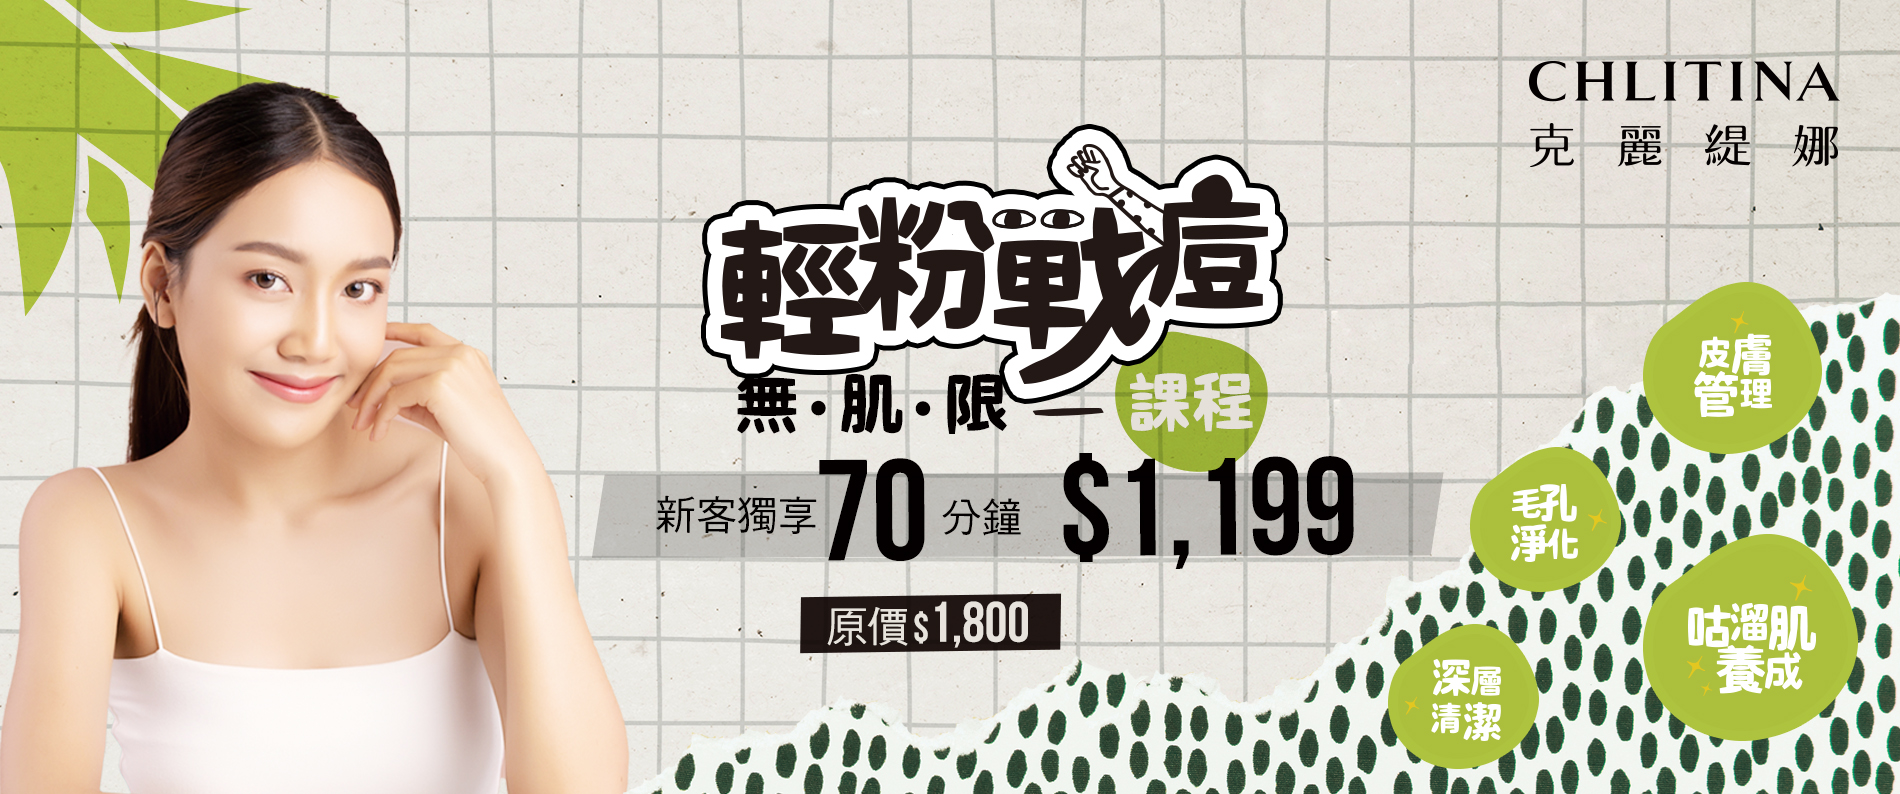 CHLITINA
克麗緹娜
輕粉戰痘
無・肌・限 — 課程
新客獨享70分鐘 $1,199
原價$1,800
皮膚
管理
毛孔
淨化
咕溜肌
養成
深層
清潔